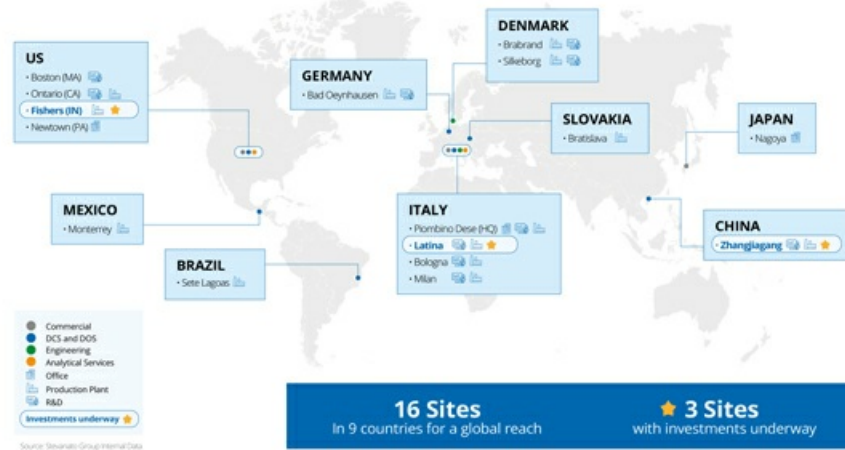 US
• Boston (MA)
• Ontario (CA)
• Fishers (IN)
• Newtown (PA)
GERMANY
• Bad Oeynhausen
DENMARK
• Brabrand
• Silkeborg
SLOVAKIA
• Bratislava
JAPAN
• Nagoya
MEXICO
• Monterrey
BRAZIL
• Sete Lagoas
ITALY
• Piombino Dese (HQ)
• Latina
• Bologna
• Milan
CHINA
• Zhangjiagang
Commercial
DCS and DOS
Engineering
Analytical Services
Office
Production Plant
R&D
Investments underway
16 Sites
In 9 countries for a global reach
3 Sites
with investments underway
Source: Stevanato Group Internal Data